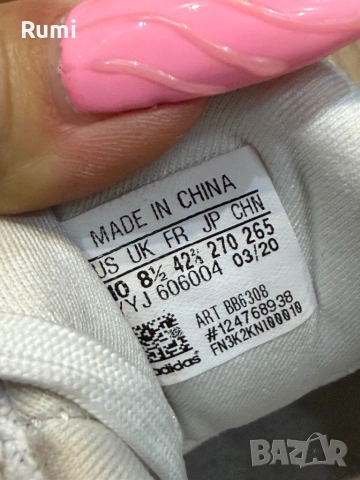 Rumi
MADE IN CHINA
US UK FR JP CHN
10 8½ 42⅔ 270 265
YYJ 606004 03/20
ART BB6308
#124768938
FN3K2KN100010
adidas
BAZAR